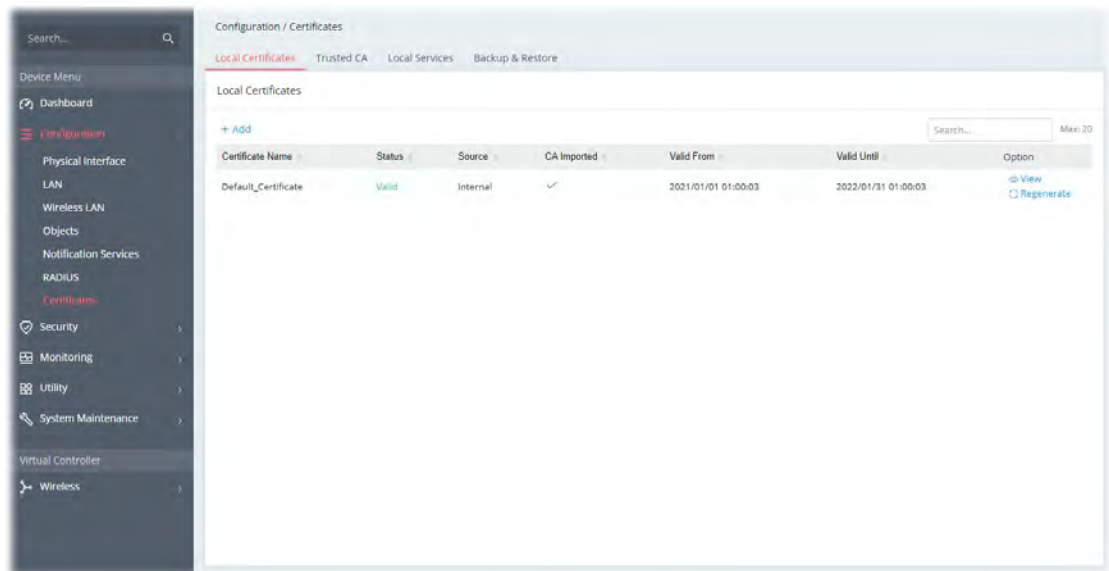 Search...
Device Menu
Dashboard
Configuration
Physical Interface
LAN
Wireless LAN
Objects
Notification Services
RADIUS
Certificates
Security
Monitoring
Utility
System Maintenance
Virtual Controller
Wireless
Configuration / Certificates
Local Certificates Trusted CA Local Services Backup & Restore
Local Certificates
+ Add Search... Max: 20
Certificate Name Status Source CA Imported Valid From Valid Until Option
Default_Certificate Valid Internal ✓ 2021/01/01 01:00:03 2022/01/31 01:00:03 View
Regenerate